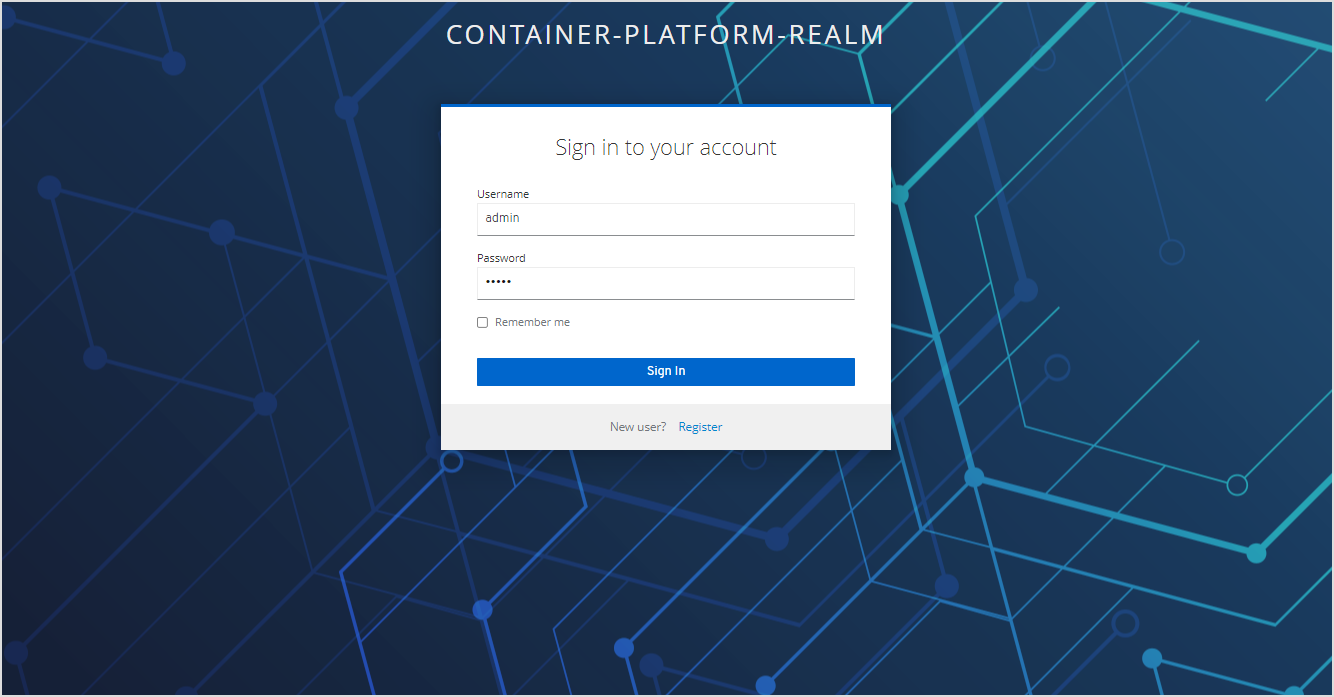 CONTAINER-PLATFORM-REALM
Sign in to your account
Username
admin
Password
•••••
Remember me
Sign In
New user? Register